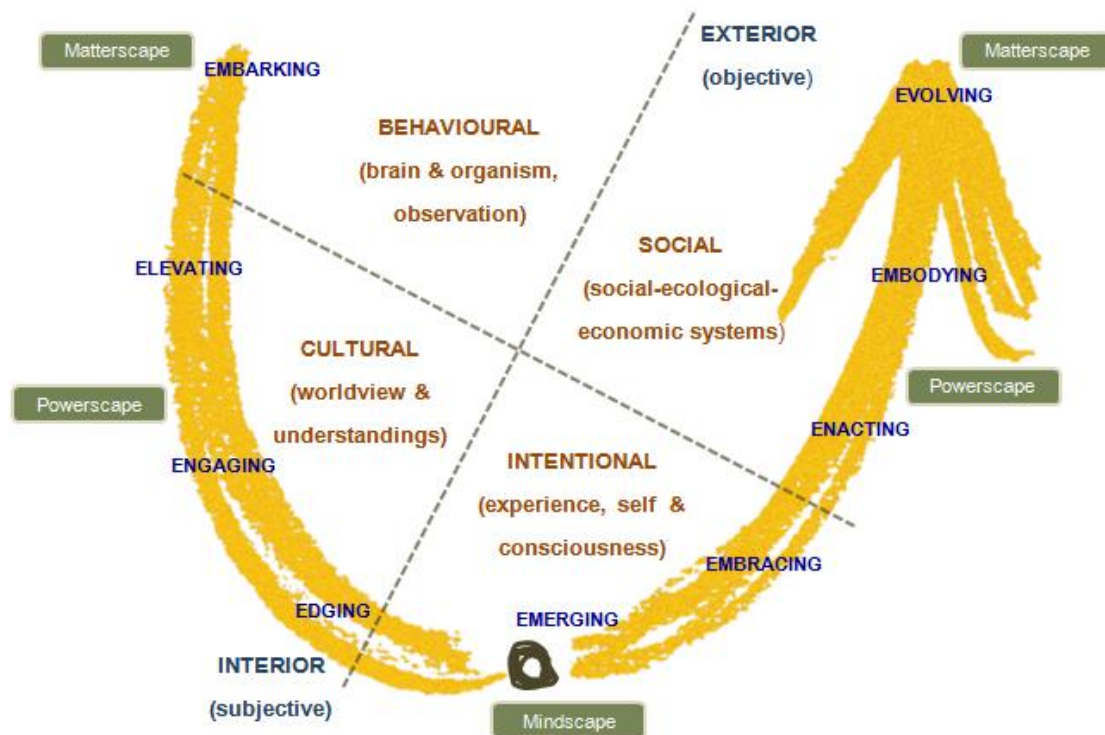 Matterscape
EMBARKING
EXTERIOR
(objective)
Matterscape
EVOLVING
BEHAVIOURAL
(brain & organism,
observation)
ELEVATING
SOCIAL
(social-ecological-
economic systems)
EMBODYING
CULTURAL
(worldview &
understandings)
Powerscape
Powerscape
ENGAGING
ENACTING
INTENTIONAL
(experience, self &
consciousness)
EMBRACING
EDGING
EMERGING
INTERIOR
(subjective)
Mindscape